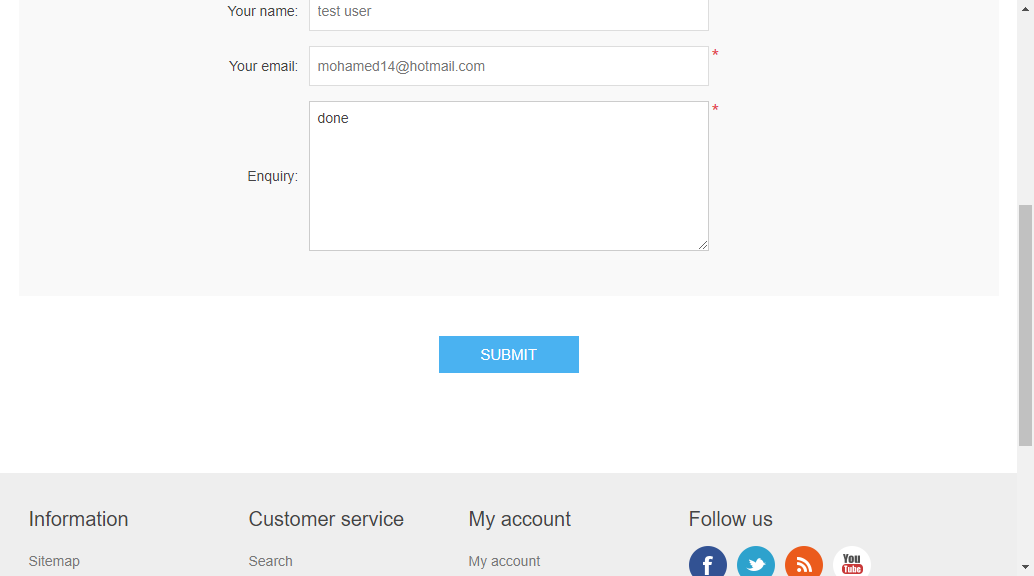 Your name: test user
Your email: mohamed14@hotmail.com *
Enquiry: done *
SUBMIT
Information Customer service My account Follow us
Sitemap Search My account
You Tube